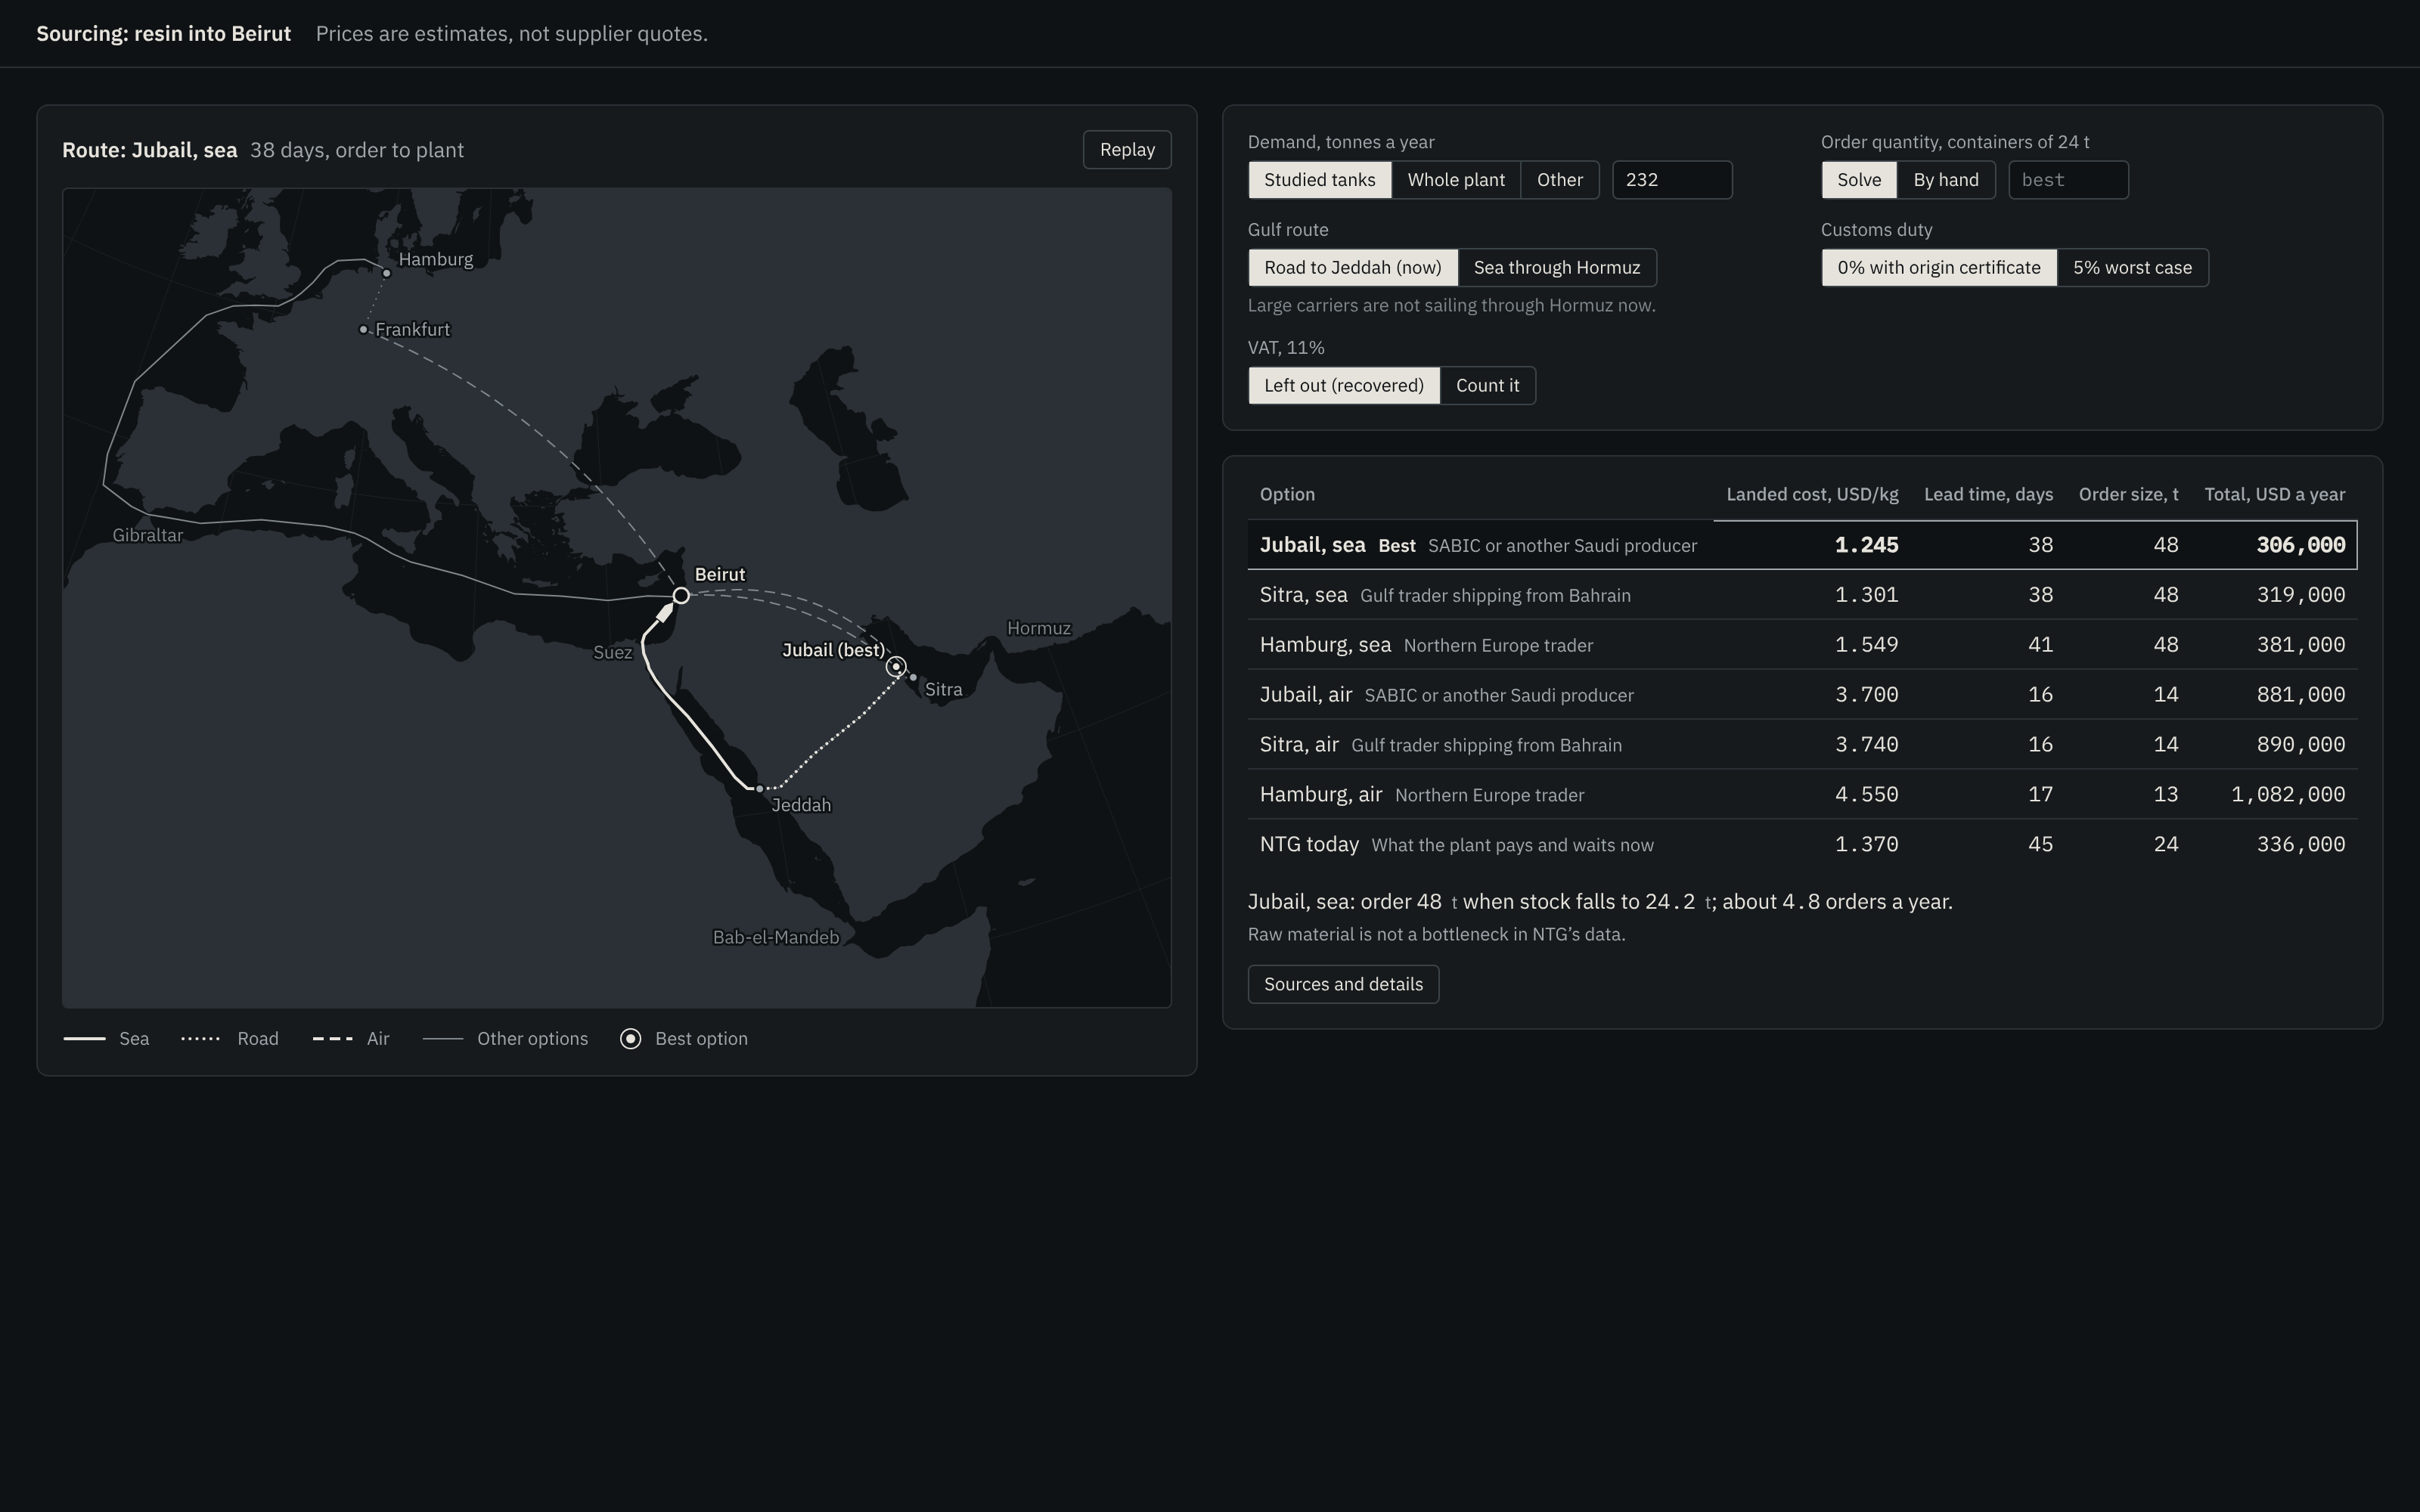 Sourcing: resin into Beirut Prices are estimates, not supplier quotes.
Route: Jubail, sea 38 days, order to plant
Replay
Hamburg
Frankfurt
Gibraltar
Beirut
Hormuz
Suez
Jubail (best)
Sitra
Jeddah
Bab-el-Mandeb
Sea Road Air Other options Best option
Demand, tonnes a year
Studied tanks Whole plant Other 232
Order quantity, containers of 24 t
Solve By hand best
Gulf route
Road to Jeddah (now) Sea through Hormuz
Large carriers are not sailing through Hormuz now.
Customs duty
0% with origin certificate 5% worst case
VAT, 11%
Left out (recovered) Count it
Option Landed cost, USD/kg Lead time, days Order size, t Total, USD a year
Jubail, sea Best SABIC or another Saudi producer 1.245 38 48 306,000
Sitra, sea Gulf trader shipping from Bahrain 1.301 38 48 319,000
Hamburg, sea Northern Europe trader 1.549 41 48 381,000
Jubail, air SABIC or another Saudi producer 3.700 16 14 881,000
Sitra, air Gulf trader shipping from Bahrain 3.740 16 14 890,000
Hamburg, air Northern Europe trader 4.550 17 13 1,082,000
NTG today What the plant pays and waits now 1.370 45 24 336,000
Jubail, sea: order 48 t when stock falls to 24.2 t; about 4.8 orders a year.
Raw material is not a bottleneck in NTG’s data.
Sources and details